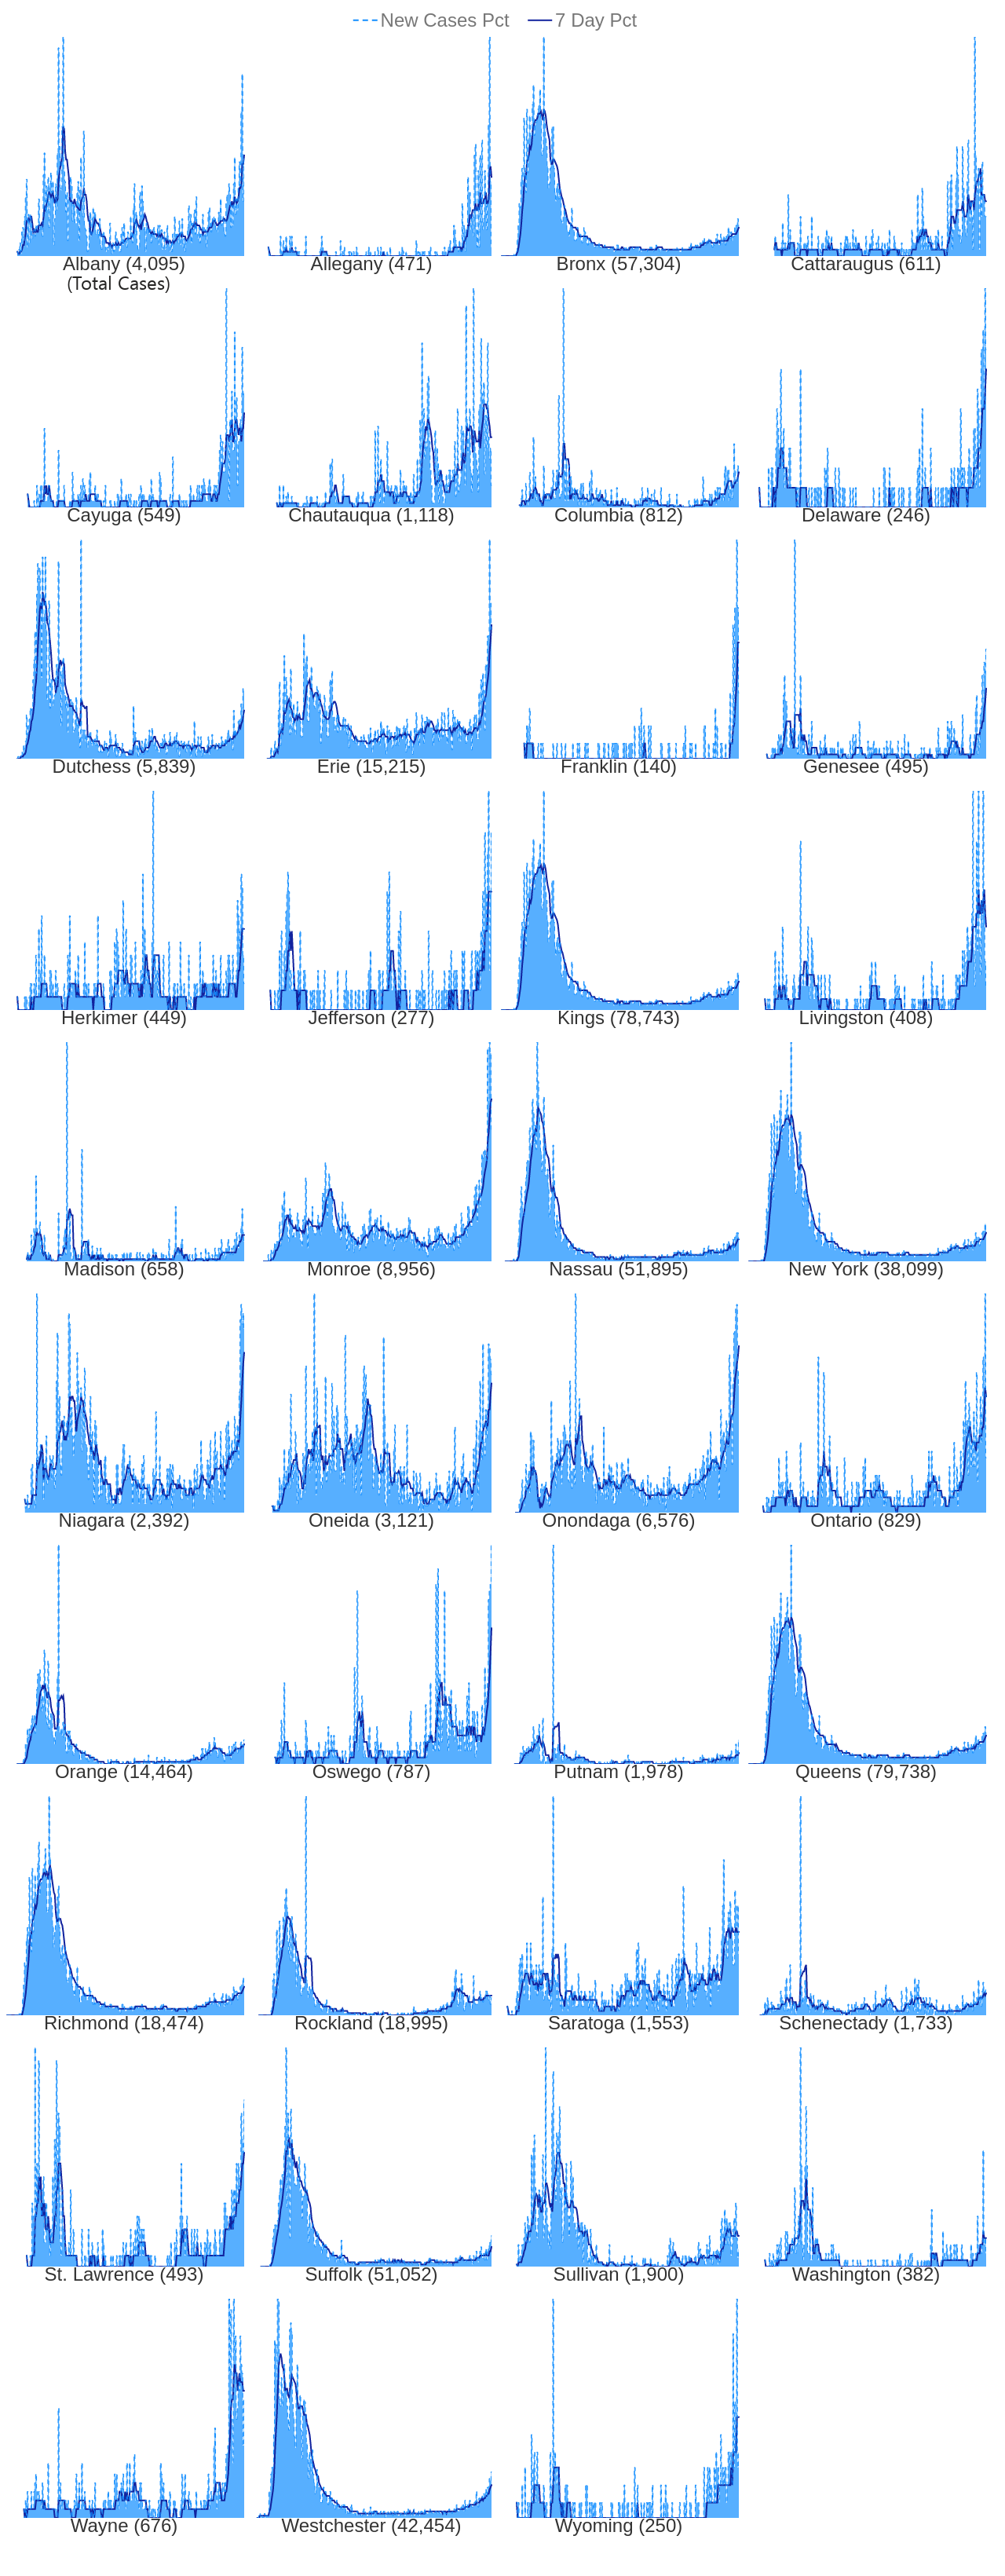 New Cases Pct 7 Day Pct
Albany (4,095) Allegany (471) Bronx (57,304) Cattaraugus (611)
(Total Cases)
Cayuga (549) Chautauqua (1,118) Columbia (812) Delaware (246)
Dutchess (5,839) Erie (15,215) Franklin (140) Genesee (495)
Herkimer (449) Jefferson (277) Kings (78,743) Livingston (408)
Madison (658) Monroe (8,956) Nassau (51,895) New York (38,099)
Niagara (2,392) Oneida (3,121) Onondaga (6,576) Ontario (829)
Orange (14,464) Oswego (787) Putnam (1,978) Queens (79,738)
Richmond (18,474) Rockland (18,995) Saratoga (1,553) Schenectady (1,733)
St. Lawrence (493) Suffolk (51,052) Sullivan (1,900) Washington (382)
Wayne (676) Westchester (42,454) Wyoming (250)